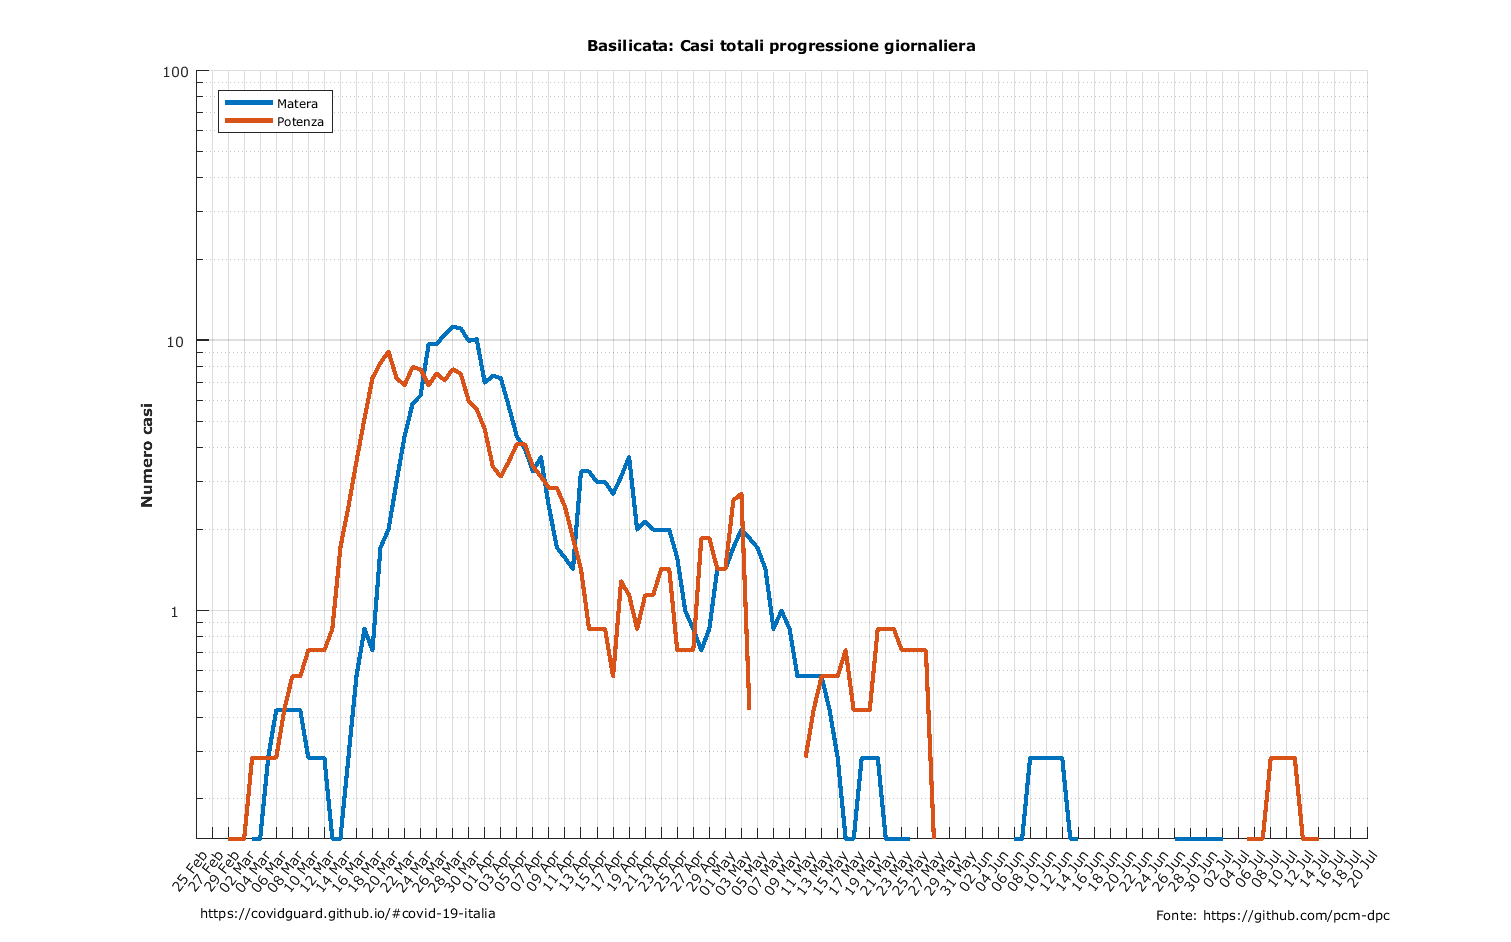 Basilicata: Casi totali progressione giornaliera
100
10
1
Numero casi
Matera
Potenza
25 Feb
27 Feb
29 Feb
02 Mar
04 Mar
06 Mar
08 Mar
10 Mar
12 Mar
14 Mar
16 Mar
18 Mar
20 Mar
22 Mar
24 Mar
26 Mar
28 Mar
30 Mar
01 Apr
03 Apr
05 Apr
07 Apr
09 Apr
11 Apr
13 Apr
15 Apr
17 Apr
19 Apr
21 Apr
23 Apr
25 Apr
27 Apr
29 Apr
01 May
03 May
05 May
07 May
09 May
11 May
13 May
15 May
17 May
19 May
21 May
23 May
25 May
27 May
29 May
31 May
02 Jun
04 Jun
06 Jun
08 Jun
10 Jun
12 Jun
14 Jun
16 Jun
18 Jun
20 Jun
22 Jun
24 Jun
26 Jun
28 Jun
30 Jun
02 Jul
04 Jul
06 Jul
08 Jul
10 Jul
12 Jul
14 Jul
16 Jul
18 Jul
20 Jul
https://covidguard.github.io/#covid-19-italia
Fonte: https://github.com/pcm-dpc